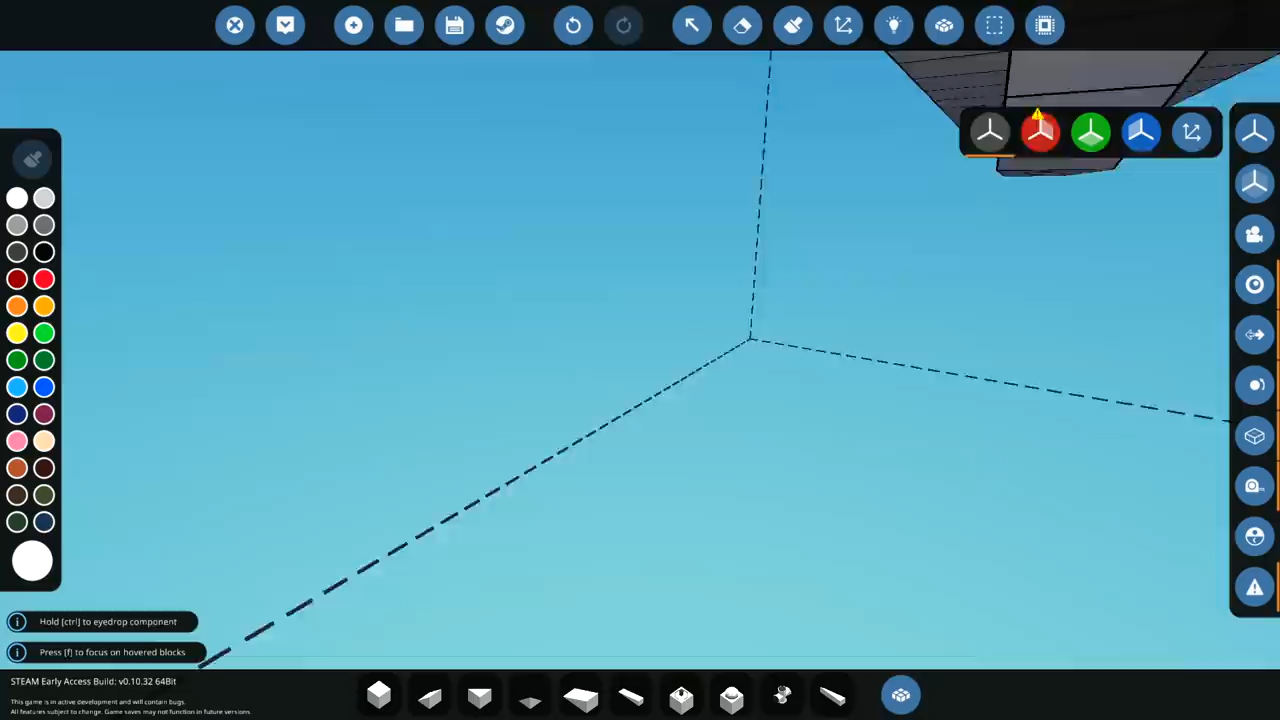 Hold [ctrl] to eyedrop component
Press [f] to focus on hovered blocks
STEAM Early Access Build: v0.10.32 64Bit
This game is in active development and will contain bugs.
All features subject to change. Game saves may not function in future versions.